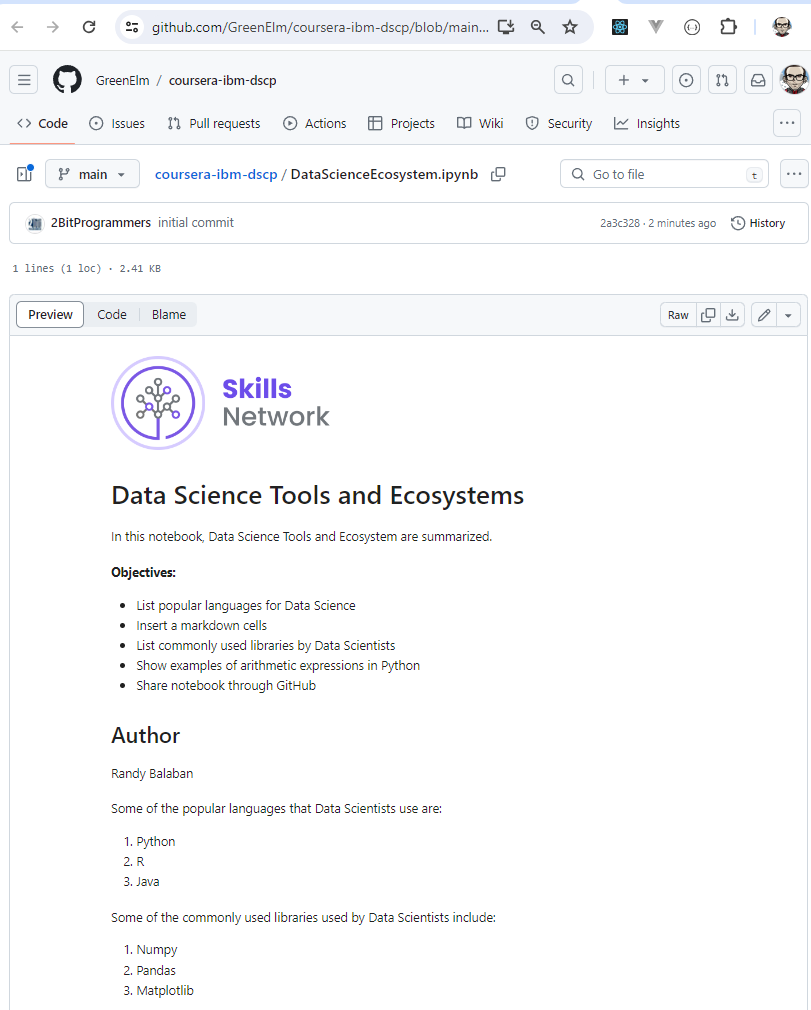 github.com/GreenElm/coursera-ibm-dscp/blob/main...
GreenElm / coursera-ibm-dscp
Code Issues Pull requests Actions Projects Wiki Security Insights
main coursera-ibm-dscp / DataScienceEcosystem.ipynb Go to file t
2BitProgrammers initial commit 2a3c328 · 2 minutes ago History
1 lines (1 loc) · 2.41 KB
Preview Code Blame Raw
Skills
Network
Data Science Tools and Ecosystems
In this notebook, Data Science Tools and Ecosystem are summarized.
Objectives:
• List popular languages for Data Science
• Insert a markdown cells
• List commonly used libraries by Data Scientists
• Show examples of arithmetic expressions in Python
• Share notebook through GitHub
Author
Randy Balaban
Some of the popular languages that Data Scientists use are:
1. Python
2. R
3. Java
Some of the commonly used libraries used by Data Scientists include:
1. Numpy
2. Pandas
3. Matplotlib